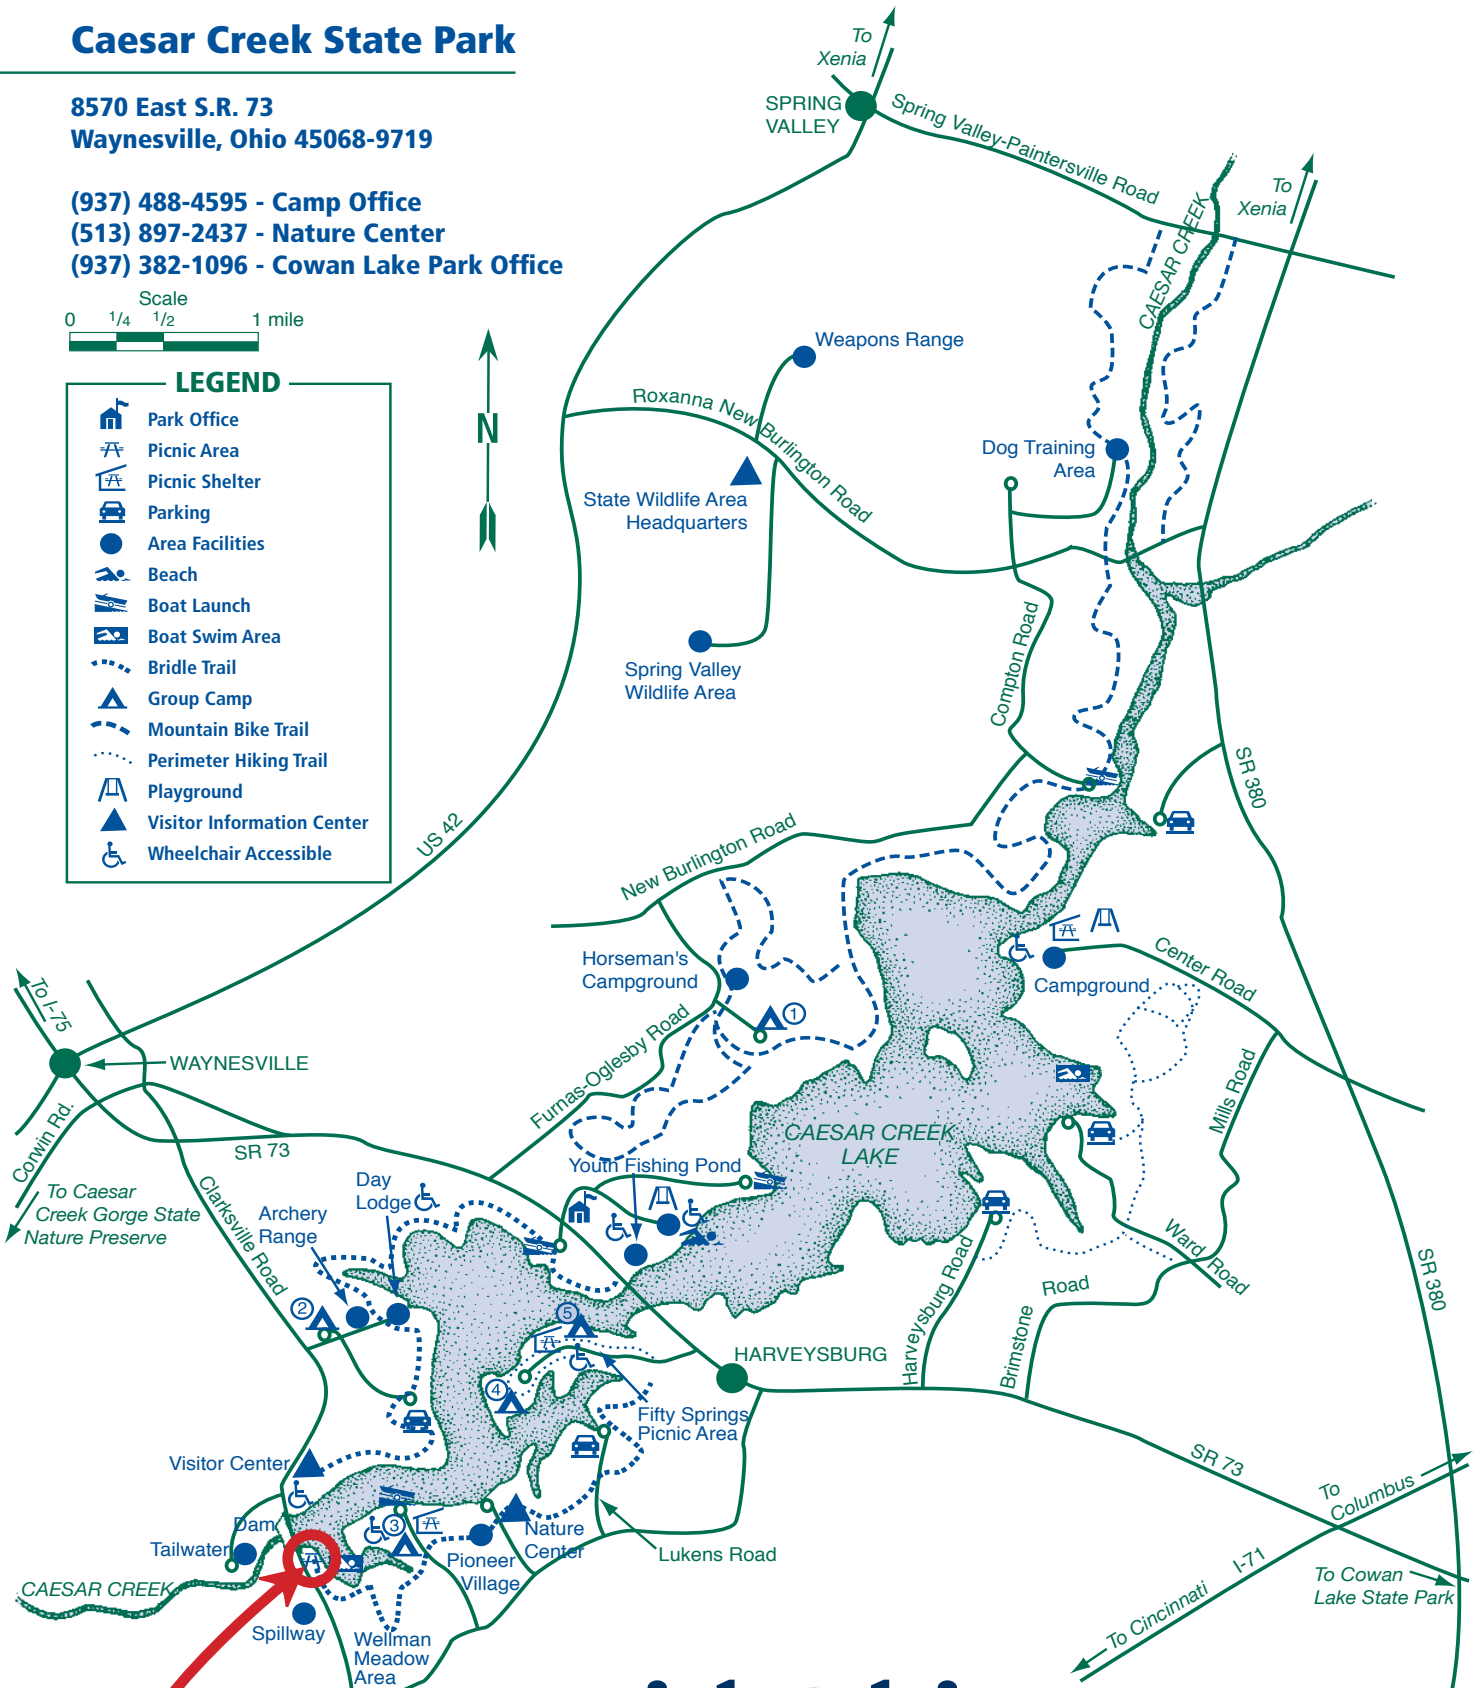 Caesar Creek State Park
8570 East S.R. 73
Waynesville, Ohio 45068-9719
(937) 488-4595 - Camp Office
(513) 897-2437 - Nature Center
(937) 382-1096 - Cowan Lake Park Office
Scale
0 1/4 1/2 1 mile
LEGEND
Park Office
Picnic Area
Picnic Shelter
Parking
Area Facilities
Beach
Boat Launch
Boat Swim Area
Bridle Trail
Group Camp
Mountain Bike Trail
Perimeter Hiking Trail
Playground
Visitor Information Center
Wheelchair Accessible
N
To
Xenia
SPRING
VALLEY
Spring Valley-Paintersville Road
CAESAR CREEK
To
Xenia
Weapons Range
Roxanna New Burlington Road
Dog Training
Area
State Wildlife Area
Headquarters
Spring Valley
Wildlife Area
Compton Road
SR 380
US 42
New Burlington Road
Horseman's
Campground
1
Campground
Center Road
To I-75
WAYNESVILLE
Furnas-Oglesby Road
Mills Road
Corwin Rd.
SR 73
CAESAR CREEK
LAKE
Youth Fishing Pond
Day
Lodge
Archery
Range
To Caesar
Creek Gorge State
Nature Preserve
Clarksville Road
Ward Road
Harveysburg Road
Brimstone
Road
SR 380
2
5
HARVEYSBURG
4
Fifty Springs
Picnic Area
Visitor Center
SR 73
To
Columbus
Dam
3
Nature
Center
Tailwater
Pioneer
Village
Lukens Road
I-71
CAESAR CREEK
To Cowan
Lake State Park
To Cincinnati
Spillway
Wellman
Meadow
Area